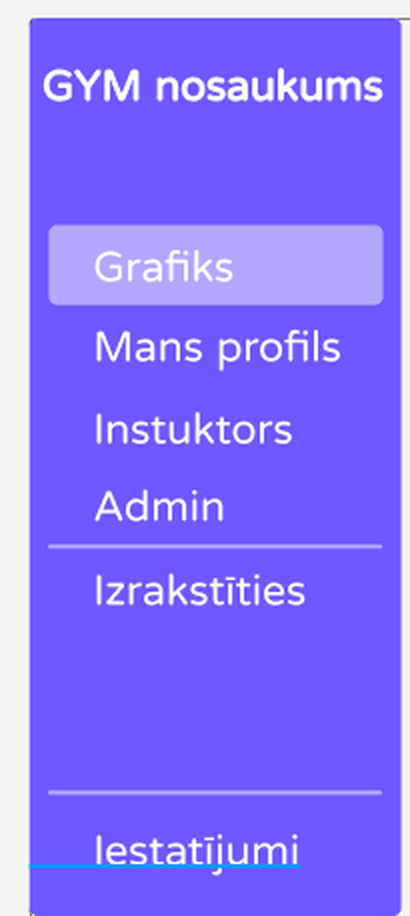 GYM nosaukums
Grafiks
Mans profils
Instuktors
Admin
Izrakstīties
Iestatījumi